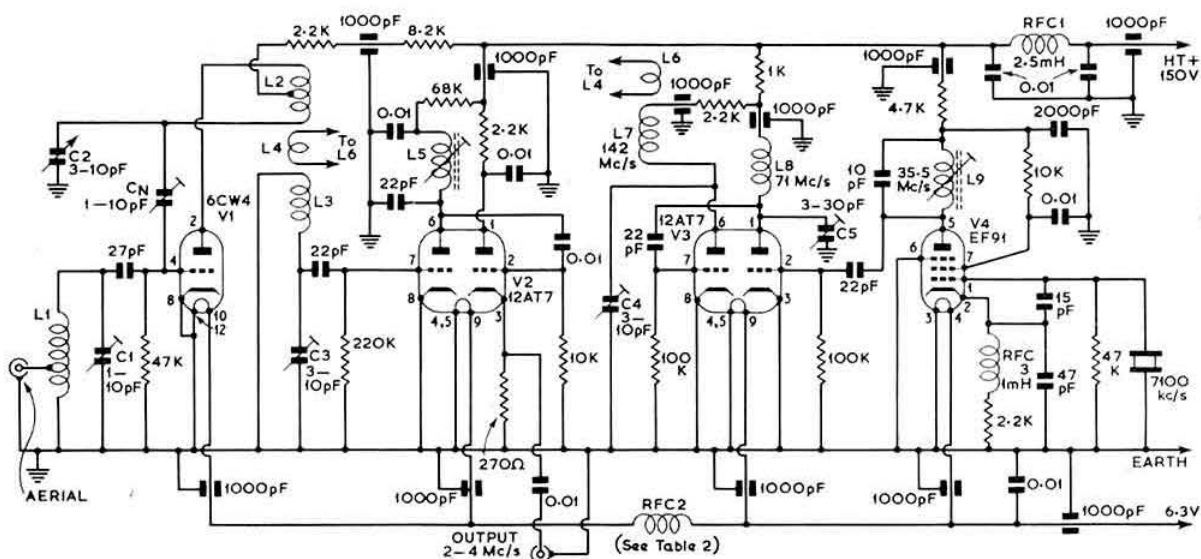 1000pF
2.2K
8.2K
RFC1
2.5mH
1000pF
HT+
150V
L2
1000pF
1000pF
0.01
68K
To
L4
L6
1K
1000pF
4.7K
2000pF
C2
3-10pF
L4
To
L6
0.01
2.2K
L7
142
Mc/s
2.2K
1000pF
10K
CN
1-10pF
L5
0.01
L8
71 Mc/s
10
pF
35.5
Mc/s
L9
0.01
6CW4
V1
L3
22pF
3-30pF
C5
2
6
1
12AT7
V3
6
1
5
V4
EF91
27pF
4
22pF
7
2
V2
12AT7
0.01
22
pF
7
2
22pF
6
7
1
2
L1
8
10
12
8
4,5
9
3
C4
3-
10pF
8
4,5
9
3
3
4
15
pF
C1
1-
10pF
47K
C3
3-
10pF
220K
10K
100
K
100K
RFC
3
1mH
47
pF
47
K
7100
kc/s
2.2K
270Ω
EARTH
AERIAL
1000pF
1000pF
0.01
1000pF
1000pF
0.01
OUTPUT
2-4 Mc/s
RFC2
(See Table 2)
6.3V
1000pF